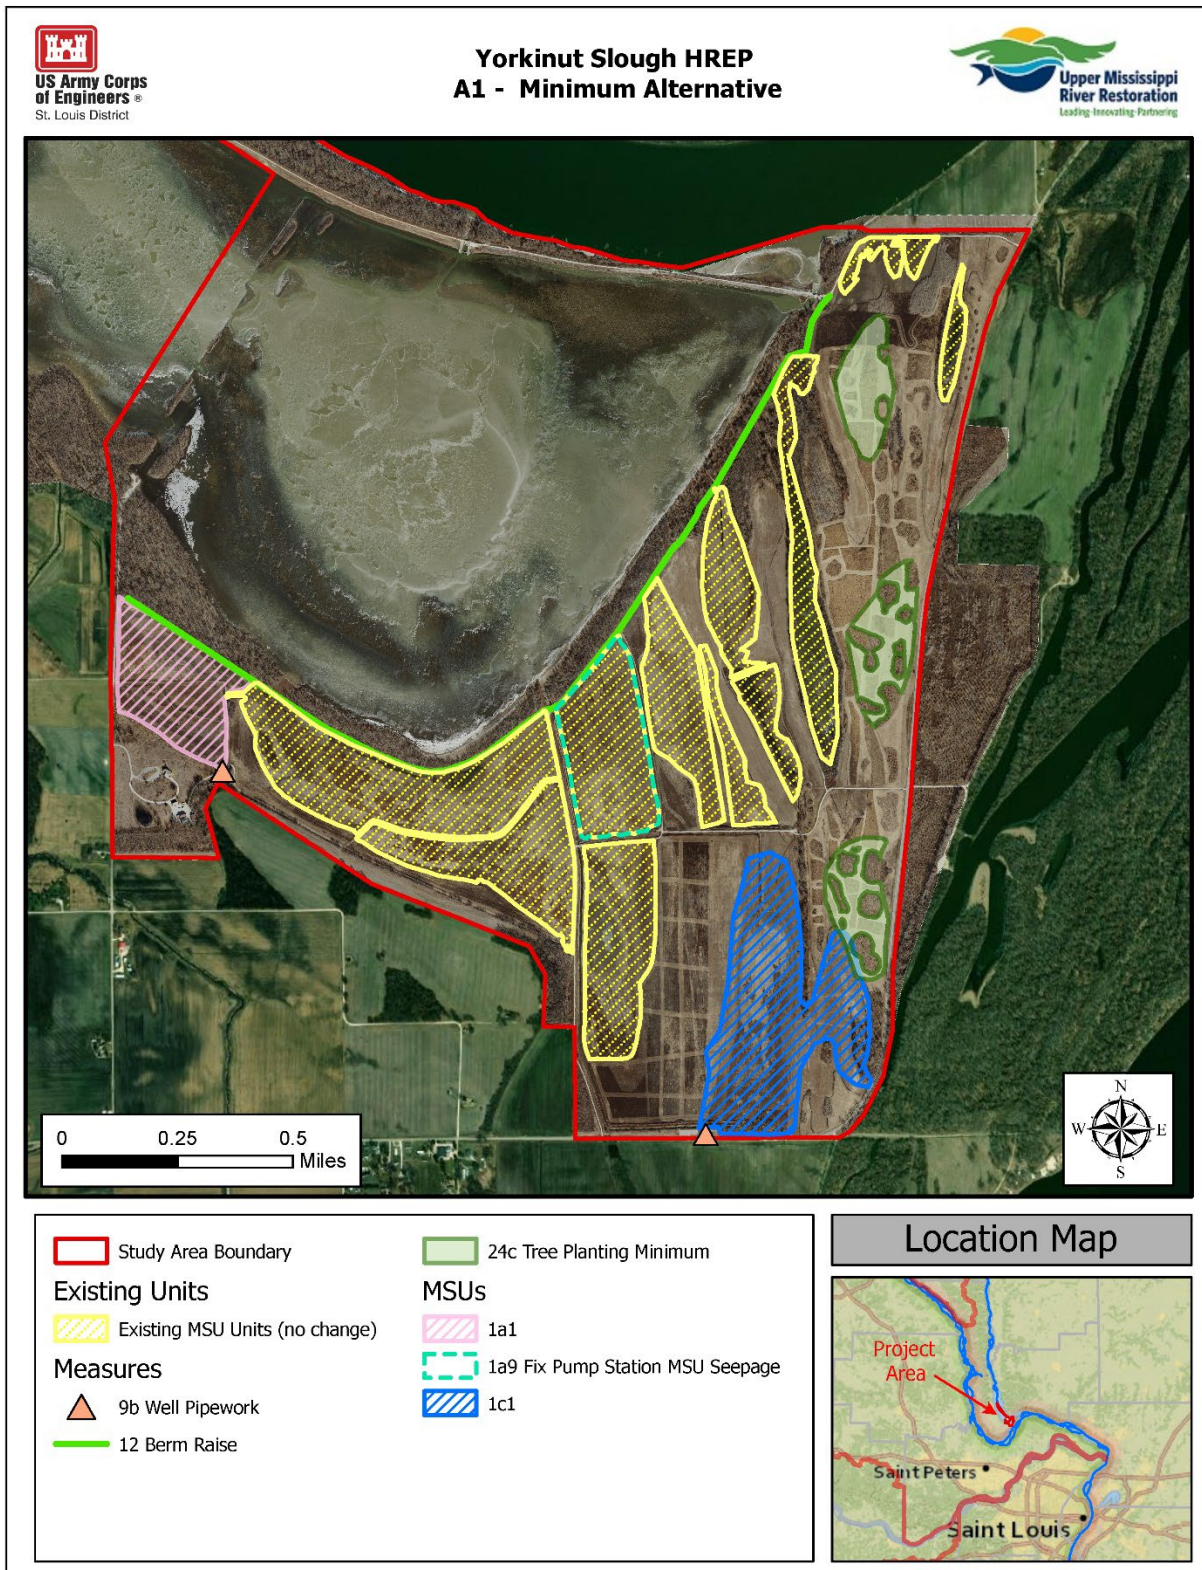 US Army Corps
of Engineers ®
St. Louis District
Yorkinut Slough HREP
A1 - Minimum Alternative
Upper Mississippi
River Restoration
Leading-Innovating-Partnering
0 0.25 0.5
Miles
N
W E
S
Study Area Boundary
Existing Units
Existing MSU Units (no change)
Measures
9b Well Pipework
12 Berm Raise
24c Tree Planting Minimum
MSUs
1a1
1a9 Fix Pump Station MSU Seepage
1c1
Location Map
Project
Area
Saint Peters
Saint Louis